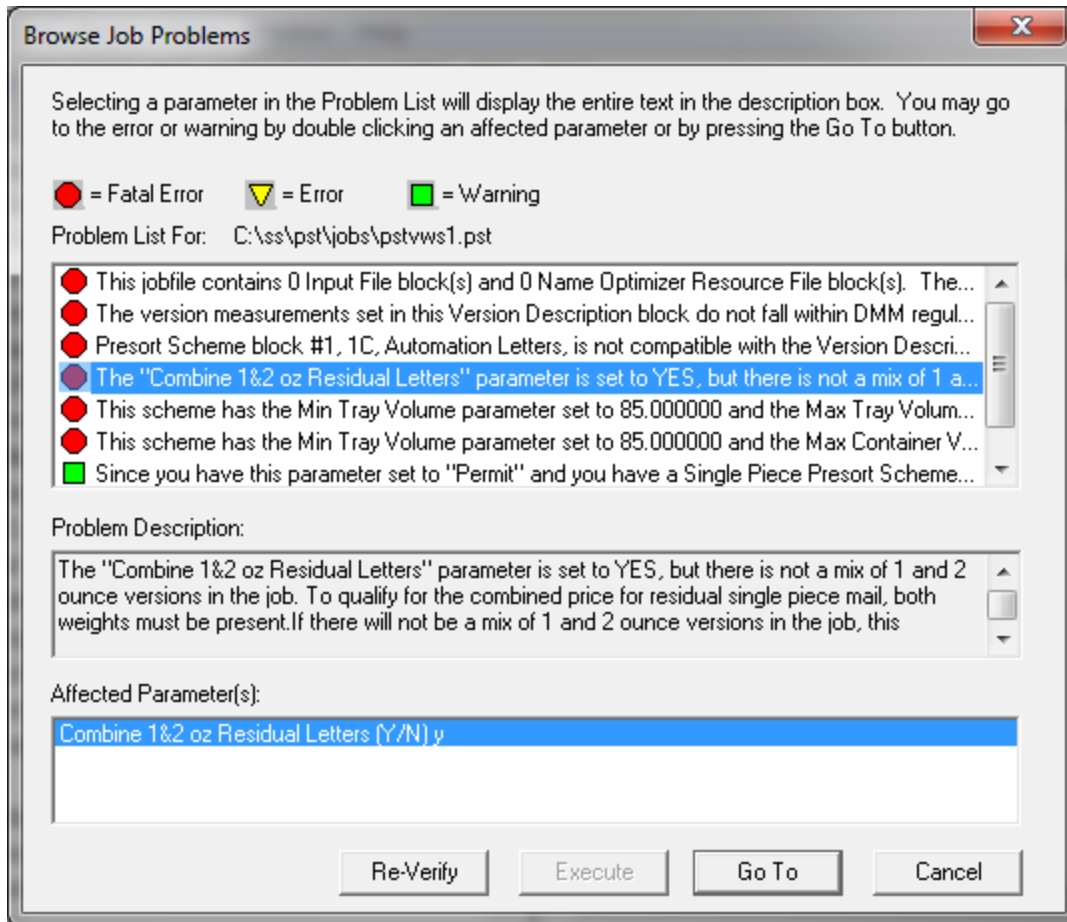 Browse Job Problems
Selecting a parameter in the Problem List will display the entire text in the description box. You may go
to the error or warning by double clicking an affected parameter or by pressing the Go To button.
= Fatal Error = Error = Warning
Problem List For: C:\ss\pst\jobs\pstvws1.pst
This jobfile contains 0 Input File block(s) and 0 Name Optimizer Resource File block(s). The...
The version measurements set in this Version Description block do not fall within DMM regul...
Presort Scheme block #1, 1C, Automation Letters, is not compatible with the Version Descri...
The "Combine 1&2 oz Residual Letters" parameter is set to YES, but there is not a mix of 1 a...
This scheme has the Min Tray Volume parameter set to 85.000000 and the Max Tray Volum...
This scheme has the Min Tray Volume parameter set to 85.000000 and the Max Container V...
Since you have this parameter set to "Permit" and you have a Single Piece Presort Scheme...
Problem Description:
The "Combine 1&2 oz Residual Letters" parameter is set to YES, but there is not a mix of 1 and 2
ounce versions in the job. To qualify for the combined price for residual single piece mail, both
weights must be present.If there will not be a mix of 1 and 2 ounce versions in the job, this
Affected Parameter(s):
Combine 1&2 oz Residual Letters (Y/N) y
Re-Verify Execute Go To Cancel